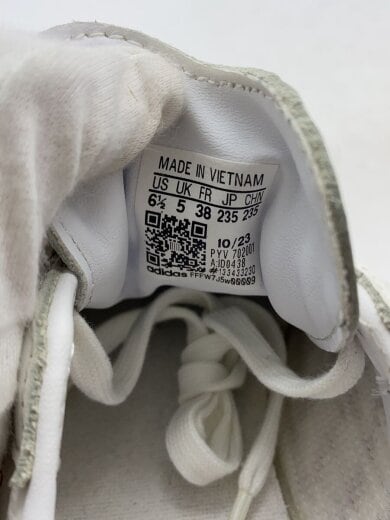 MADE IN VIETNAM
US UK FR JP CHN
6½ 5 38 235 235
10/23
PYV 702001
#133433230
adidas